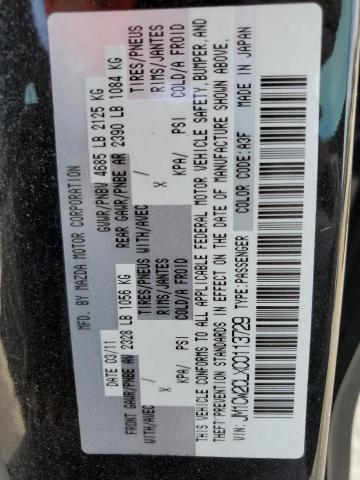 MFD. BY MAZDA MOTOR CORPORATION
DATE 03/11 GVWR/PNBV 4685 LB 2125 KG
FRONT GAWR/PNBE AV 2328 LB 1056 KG REAR GAWR/PNBE AR 2390 LB 1084 KG
WITH/AVEC TIRES/PNEUS WITH/AVEC TIRES/PNEUS
RIMS/JANTES X RIMS/JANTES
KPA/ PSI COLD/A FROID KPA/ PSI COLD/A FROID
THIS VEHICLE CONFORMS TO ALL APPLICABLE FEDERAL MOTOR VEHICLE SAFETY, BUMPER, AND
THEFT PREVENTION STANDARDS IN EFFECT ON THE DATE OF MANUFACTURE SHOWN ABOVE.
VIN: TYPE:PASSENGER COLOR CODE:A3F MADE IN JAPAN